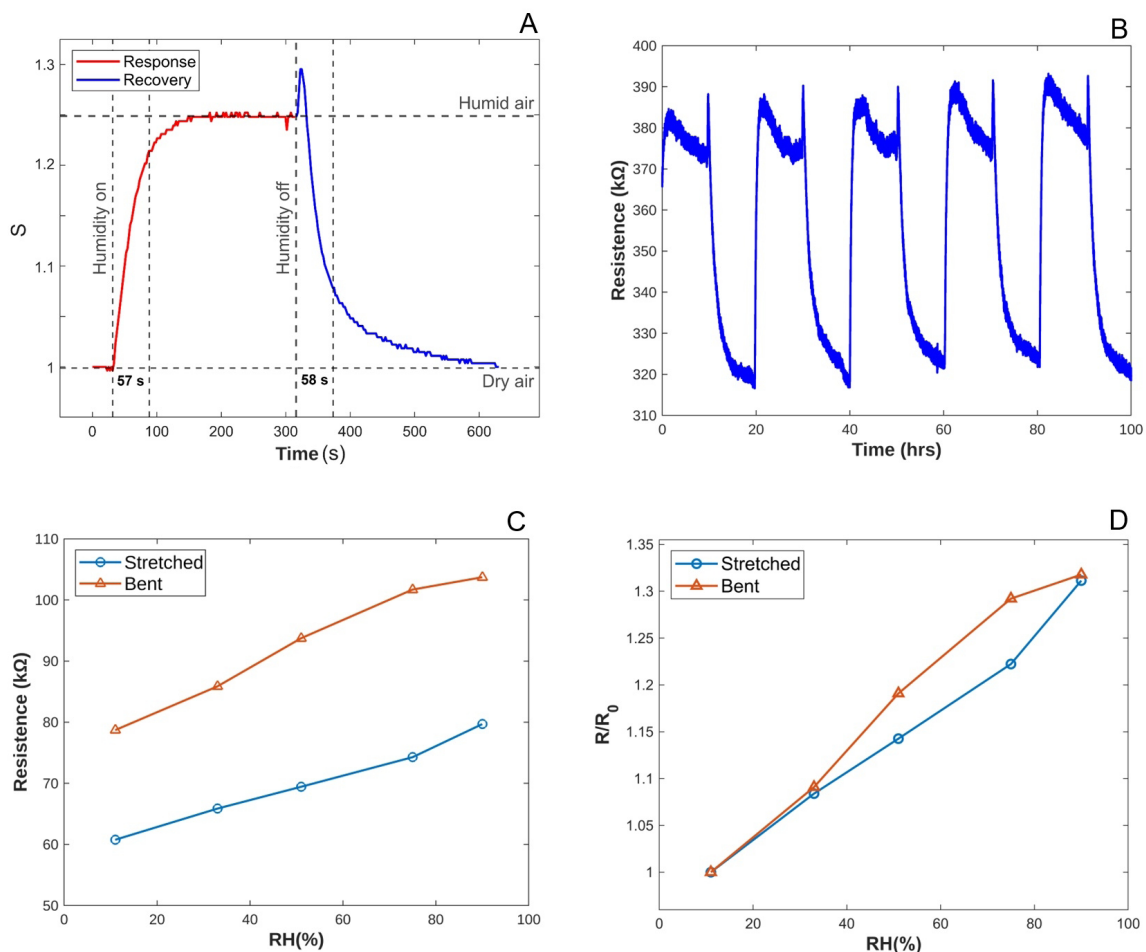 A
Response
Recovery
1.3
1.2
1.1
1
S
Humid air
Humidity on
Humidity off
57 s
58 s
Dry air
0 100 200 300 400 500 600
Time (s)
B
400
390
380
370
360
350
340
330
320
310
Resistence (kΩ)
0 20 40 60 80 100
Time (hrs)
C
Stretched
Bent
110
100
90
80
70
60
50
Resistence (kΩ)
0 20 40 60 80 100
RH(%)
D
Stretched
Bent
1.35
1.3
1.25
1.2
1.15
1.1
1.05
1
R/R0
0 20 40 60 80 100
RH(%)